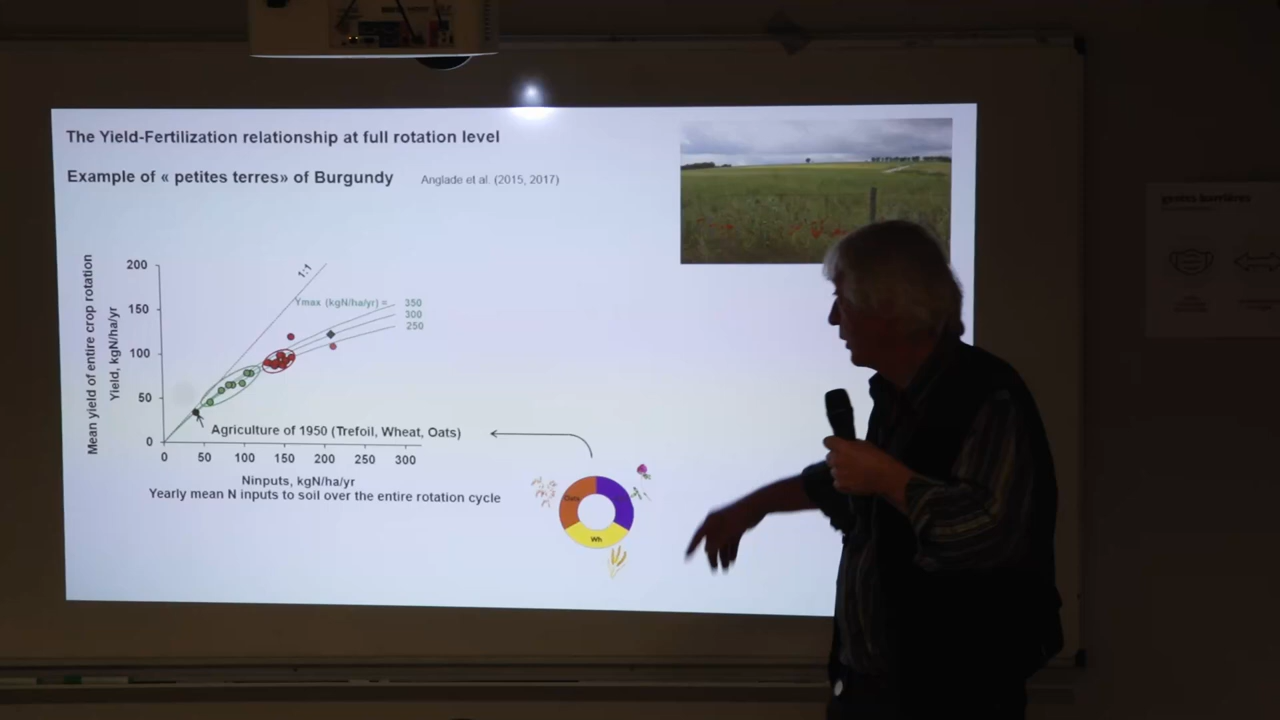 The Yield-Fertilization relationship at full rotation level
Example of « petites terres» of Burgundy
Anglade et al. (2015, 2017)
gestes barrières
Mean yield of entire crop rotation
Yield, kgN/ha/yr
200
150
100
50
0
1:1
Ymax (kgN/ha/yr) =
350
300
250
Agriculture of 1950 (Trefoil, Wheat, Oats)
0 50 100 150 200 250 300
Ninputs, kgN/ha/yr
Yearly mean N inputs to soil over the entire rotation cycle
Oats
Wh